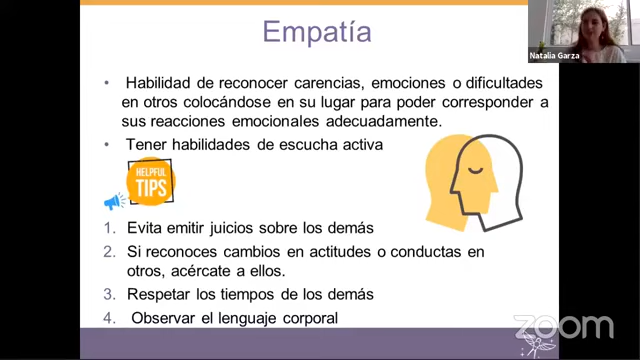 Empatía
Natalia Garza
• Habilidad de reconocer carencias, emociones o dificultades
en otros colocándose en su lugar para poder corresponder a
sus reacciones emocionales adecuadamente.
• Tener habilidades de escucha activa
HELPFUL
TIPS
1. Evita emitir juicios sobre los demás
2. Si reconoces cambios en actitudes o conductas en
otros, acércate a ellos.
3. Respetar los tiempos de los demás
4. Observar el lenguaje corporal
zoom